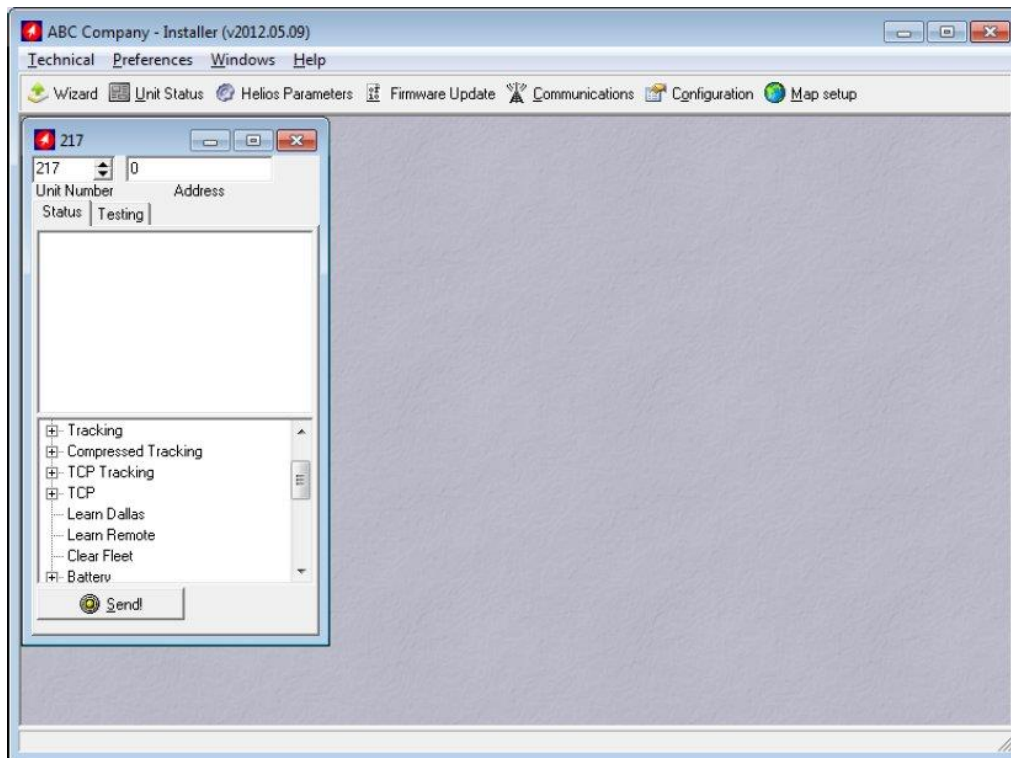 ABC Company - Installer (v2012.05.09)
Technical Preferences Windows Help
Wizard Unit Status Helios Parameters Firmware Update Communications Configuration Map setup
217
217 0
Unit Number Address
Status Testing
Tracking
Compressed Tracking
TCP Tracking
TCP
Learn Dallas
Learn Remote
Clear Fleet
Battery
Send!